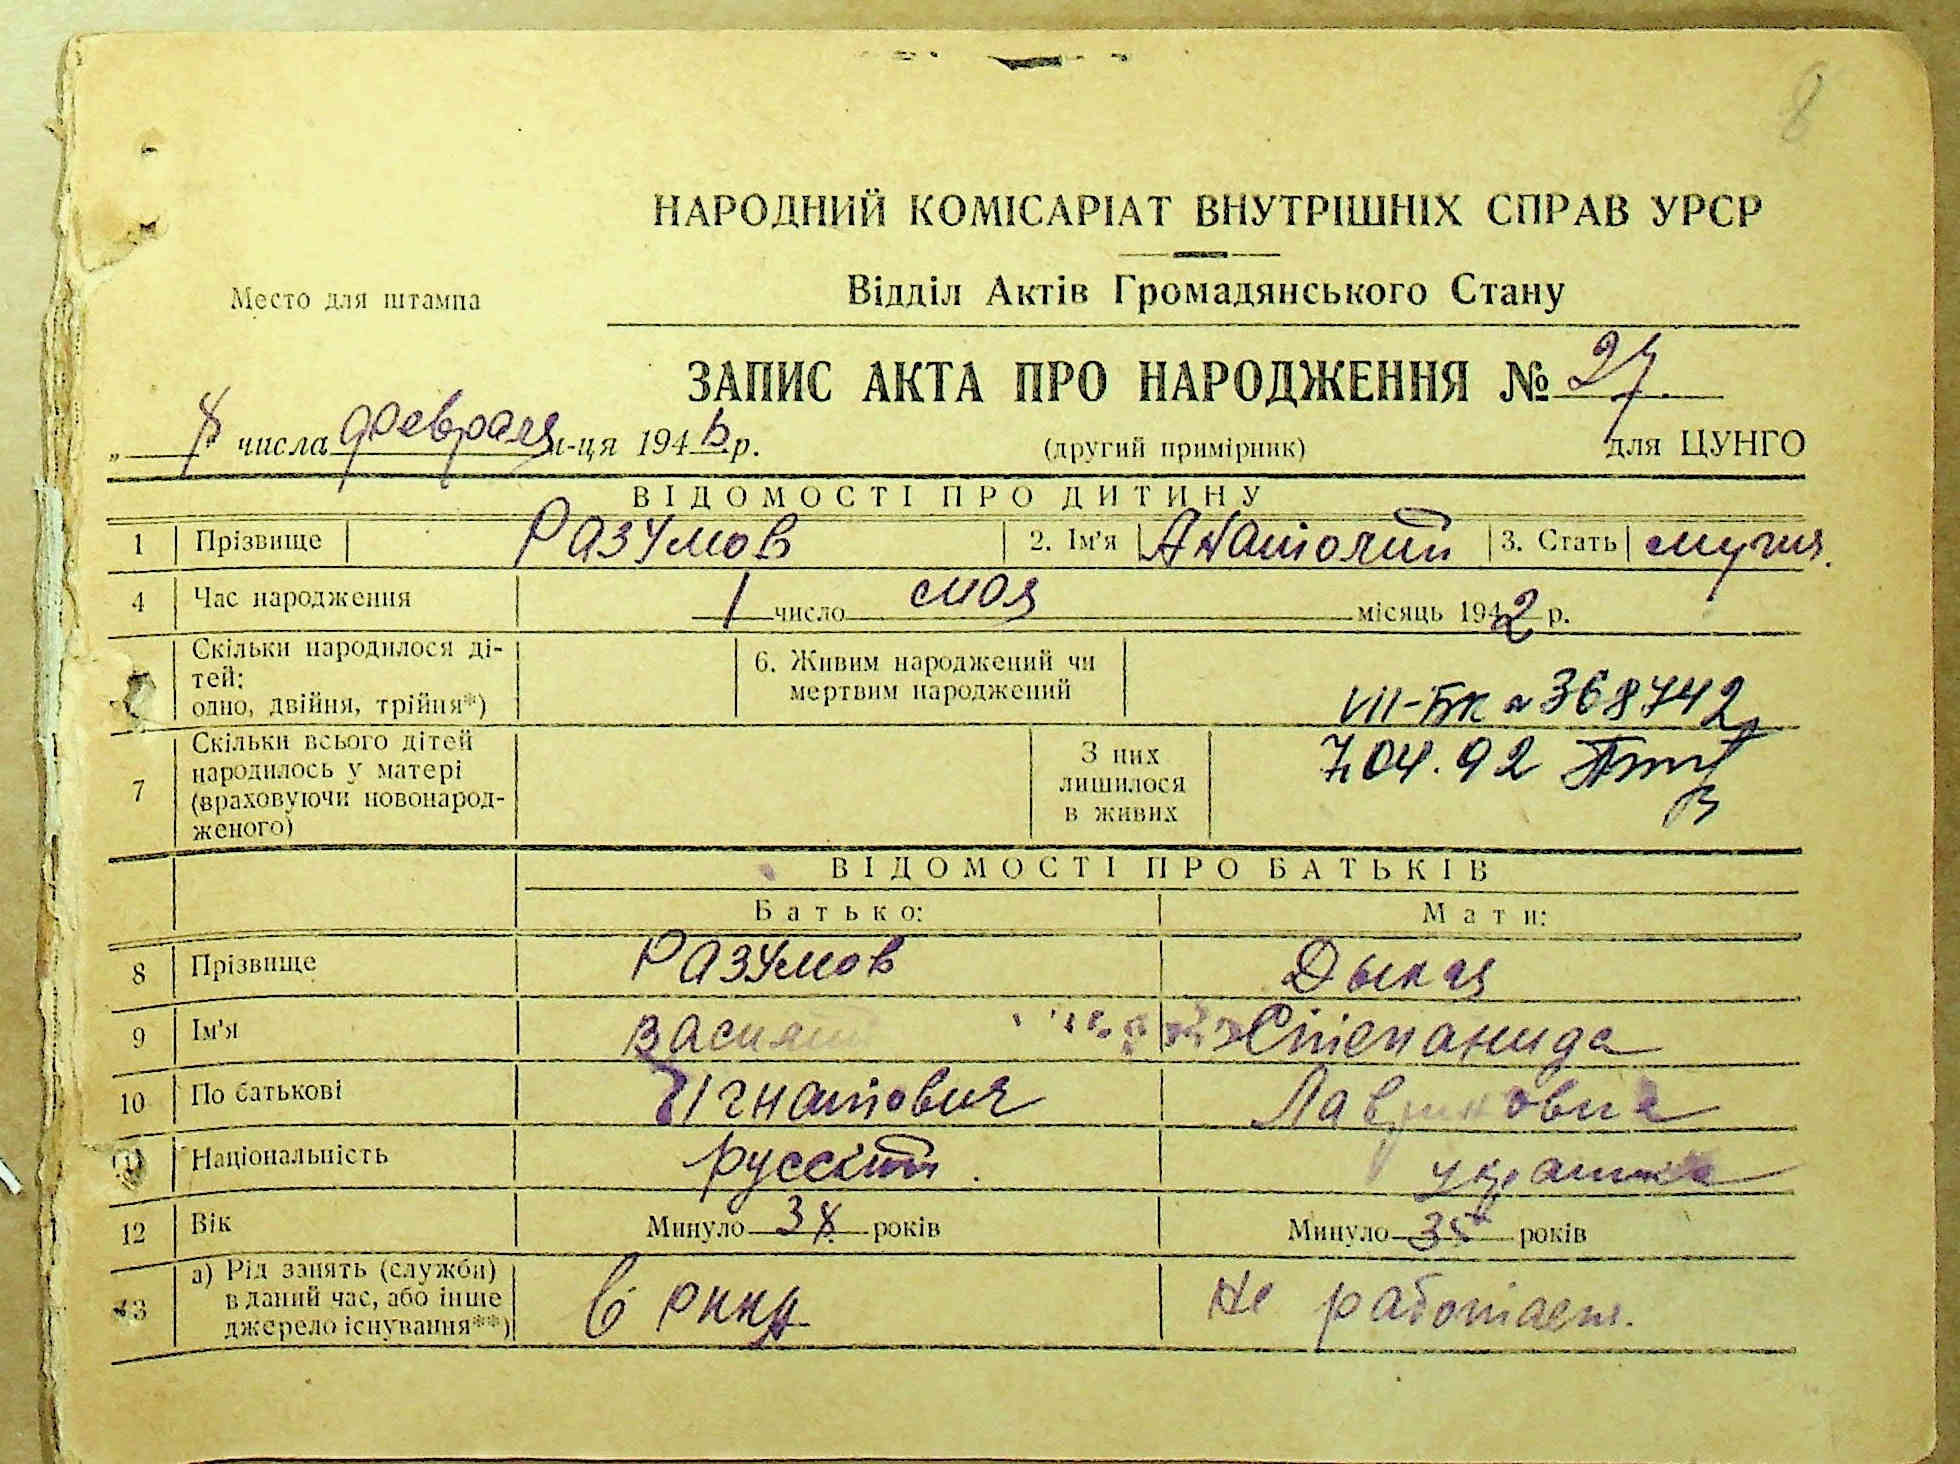 8
НАРОДНИЙ КОМІСАРІАТ ВНУТРІШНІХ СПРАВ УРСР
Место для штампа
Відділ Актів Громадянського Стану
ЗАПИС АКТА ПРО НАРОДЖЕННЯ № 27
„ 8 числа февраля м-ця 1945 р. (другий примірник) для ЦУНГО
ВІДОМОСТІ ПРО ДИТИНУ
1 Прізвище Разумов 2. Ім'я Анатолий 3. Стать мужч.
4 Час народження 1 число мая місяць 1942 р.
Скільки народилося дітей: одно, двійня, трійня*) 6. Живим народжений чи мертвим народжений
VII-БК № 368742
7 Скільки всього дітей народилось у матері (враховуючи новонародженого) З них лишилося в живих 7.04.92
ВІДОМОСТІ ПРО БАТЬКІВ
Батько: Мати:
8 Прізвище Разумов Дикая
9 Ім'я Василий Степанида
10 По батькові Игнатович
11 Національність русский. украинка
12 Вік Минуло 38 років Минуло 35 років
13 а) Рід занять (служби) в даний час, або інше джерело існування**) в РККА Не работает.